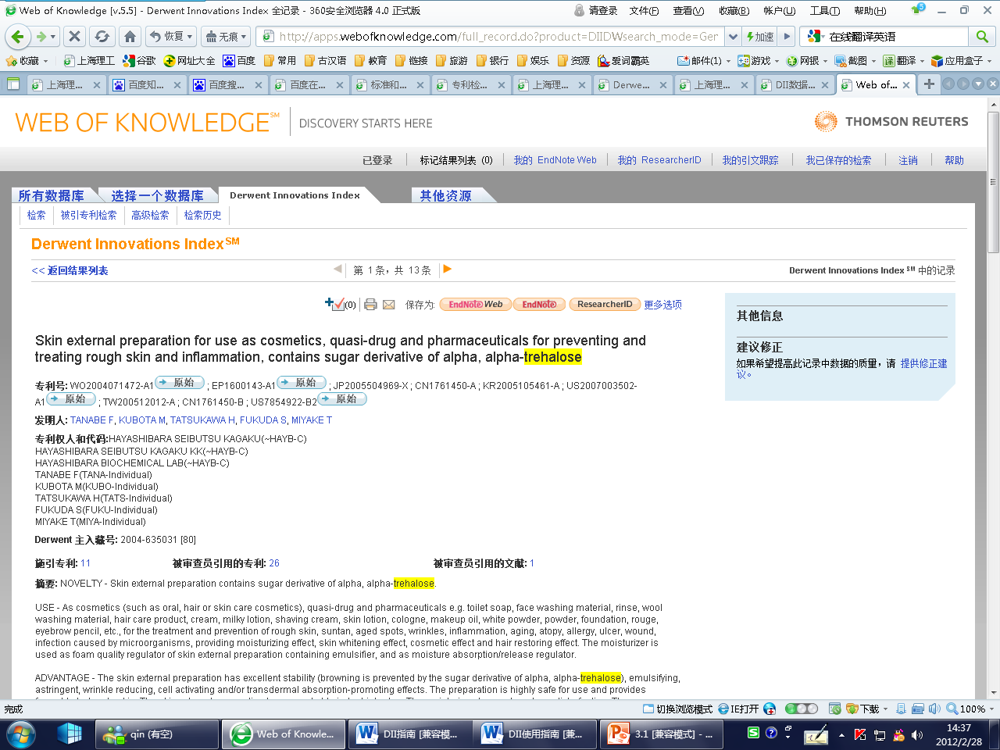 Web of Knowledge [v.5.5] - Derwent Innovations Index 全记录 - 360安全浏览器 4.0 正式版
请登录 文件(F) 查看(V) 收藏(B) 帐户(U) 工具(T) 帮助(H) 5
恢复 无痕 http://apps.webofknowledge.com/full_record.do?product=DIIDW&search_mode=Ger 加速 在线翻译英语
收藏 上海理工 谷歌 网址大全 百度 常用 古汉语 教育 链接 旅游 银行 娱乐 资源 爱词霸英 邮件(1) 游戏 网银 截图 翻译 应用盒子
上海理... 百度知... 百度搜... 百度在... 标准和... 专利检... 上海理... Derwe... 上海理... DII数据... Web of...
WEB OF KNOWLEDGE SM DISCOVERY STARTS HERE THOMSON REUTERS
已登录 标记结果列表 (0) 我的 EndNote Web 我的 ResearcherID 我的引文跟踪 我已保存的检索 注销 帮助
所有数据库 选择一个数据库 Derwent Innovations Index 其他资源
检索 被引专利检索 高级检索 检索历史
Derwent Innovations Index SM
<< 返回结果列表 第 1 条，共 13 条 Derwent Innovations Index SM 中的记录
(0) 保存为: EndNote Web EndNote ResearcherID 更多选项
其他信息
建议修正
如果希望提高此记录中数据的质量，请 提供修正建
议。
Skin external preparation for use as cosmetics, quasi-drug and pharmaceuticals for preventing and
treating rough skin and inflammation, contains sugar derivative of alpha, alpha-trehalose
专利号: WO2004071472-A1 原始 ; EP1600143-A1 原始 ; JP2005504969-X ; CN1761450-A ; KR2005105461-A ; US2007003502-
A1 原始 ; TW200512012-A ; CN1761450-B ; US7854922-B2 原始
发明人: TANABE F, KUBOTA M, TATSUKAWA H, FUKUDA S, MIYAKE T
专利权人和代码:HAYASHIBARA SEIBUTSU KAGAKU(~HAYB-C)
HAYASHIBARA SEIBUTSU KAGAKU KK(~HAYB-C)
HAYASHIBARA BIOCHEMICAL LAB(~HAYB-C)
TANABE F(TANA-Individual)
KUBOTA M(KUBO-Individual)
TATSUKAWA H(TATS-Individual)
FUKUDA S(FUKU-Individual)
MIYAKE T(MIYA-Individual)
Derwent 主入藏号: 2004-635031 [80]
施引专利: 11 被审查员引用的专利: 26 被审查员引用的文献: 1
摘要: NOVELTY - Skin external preparation contains sugar derivative of alpha, alpha-trehalose.
USE - As cosmetics (such as oral, hair or skin care cosmetics), quasi-drug and pharmaceuticals e.g. toilet soap, face washing material, rinse, wool
washing material, hair care product, cream, milky lotion, shaving cream, skin lotion, cologne, makeup oil, white powder, powder, foundation, rouge,
eyebrow pencil, etc., for the treatment and prevention of rough skin, suntan, aged spots, wrinkles, inflammation, aging, atopy, allergy, ulcer, wound,
infection caused by microorganisms, providing moisturizing effect, skin whitening effect, cosmetic effect and hair restoring effect. The moisturizer is
used as foam quality regulator of skin external preparation containing emulsifier, and as moisture absorption/release regulator.
ADVANTAGE - The skin external preparation has excellent stability (browning is prevented by the sugar derivative of alpha, alpha-trehalose), emulsifying,
astringent, wrinkle reducing, cell activating and/or transdermal absorption-promoting effects. The preparation is highly safe for use and provides
完成 切换浏览模式 IE打开 下载 100%
qin (有空) Web of Knowle... DII指南 [兼容模... DII使用指南 [兼... 3.1 [兼容模式] - ... 14:37
2012/2/28